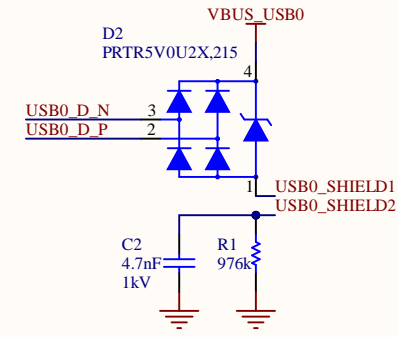 VBUS_USB0
D2
PRTR5V0U2X,215
4
USB0_D_N 3
USB0_D_P 2
1 USB0_SHIELD1
USB0_SHIELD2
C2 R1
4.7nF 976k
1kV